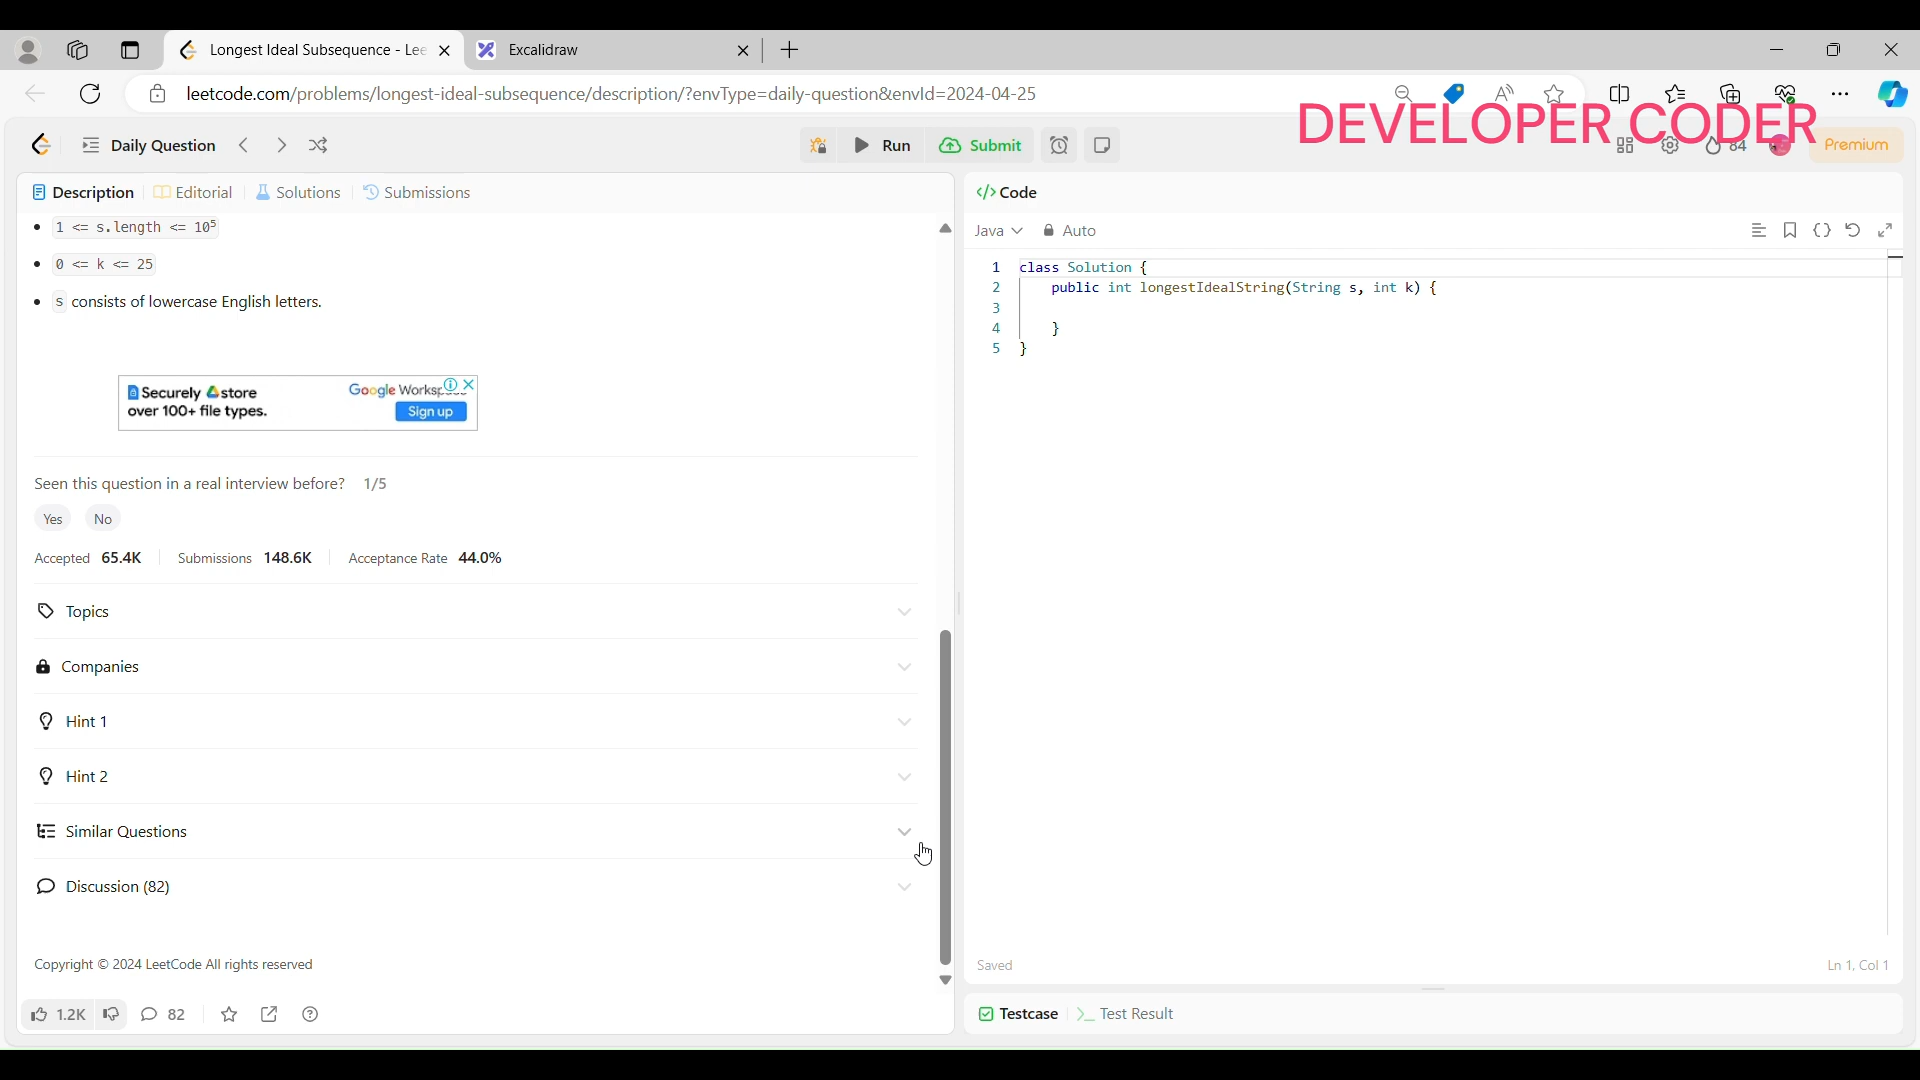 Longest Ideal Subsequence - Lee
Excalidraw
leetcode.com/problems/longest-ideal-subsequence/description/?envType=daily-question&envId=2024-04-25
DEVELOPER CODER
Daily Question
Run
Submit
84
Premium
Description
Editorial
Solutions
Submissions
1 <= s.length <= 10⁵
0 <= k <= 25
s consists of lowercase English letters.
Securely store
over 100+ file types.
Google
Sign up
Seen this question in a real interview before? 1/5
Yes No
Accepted 65.4K Submissions 148.6K Acceptance Rate 44.0%
Topics
Companies
Hint 1
Hint 2
Similar Questions
Discussion (82)
Copyright © 2024 LeetCode All rights reserved
1.2K 82
</> Code
Java Auto
1 class Solution {
2 public int longestIdealString(String s, int k) {
3
4 }
5 }
Saved
Ln 1, Col 1
Testcase
>_ Test Result